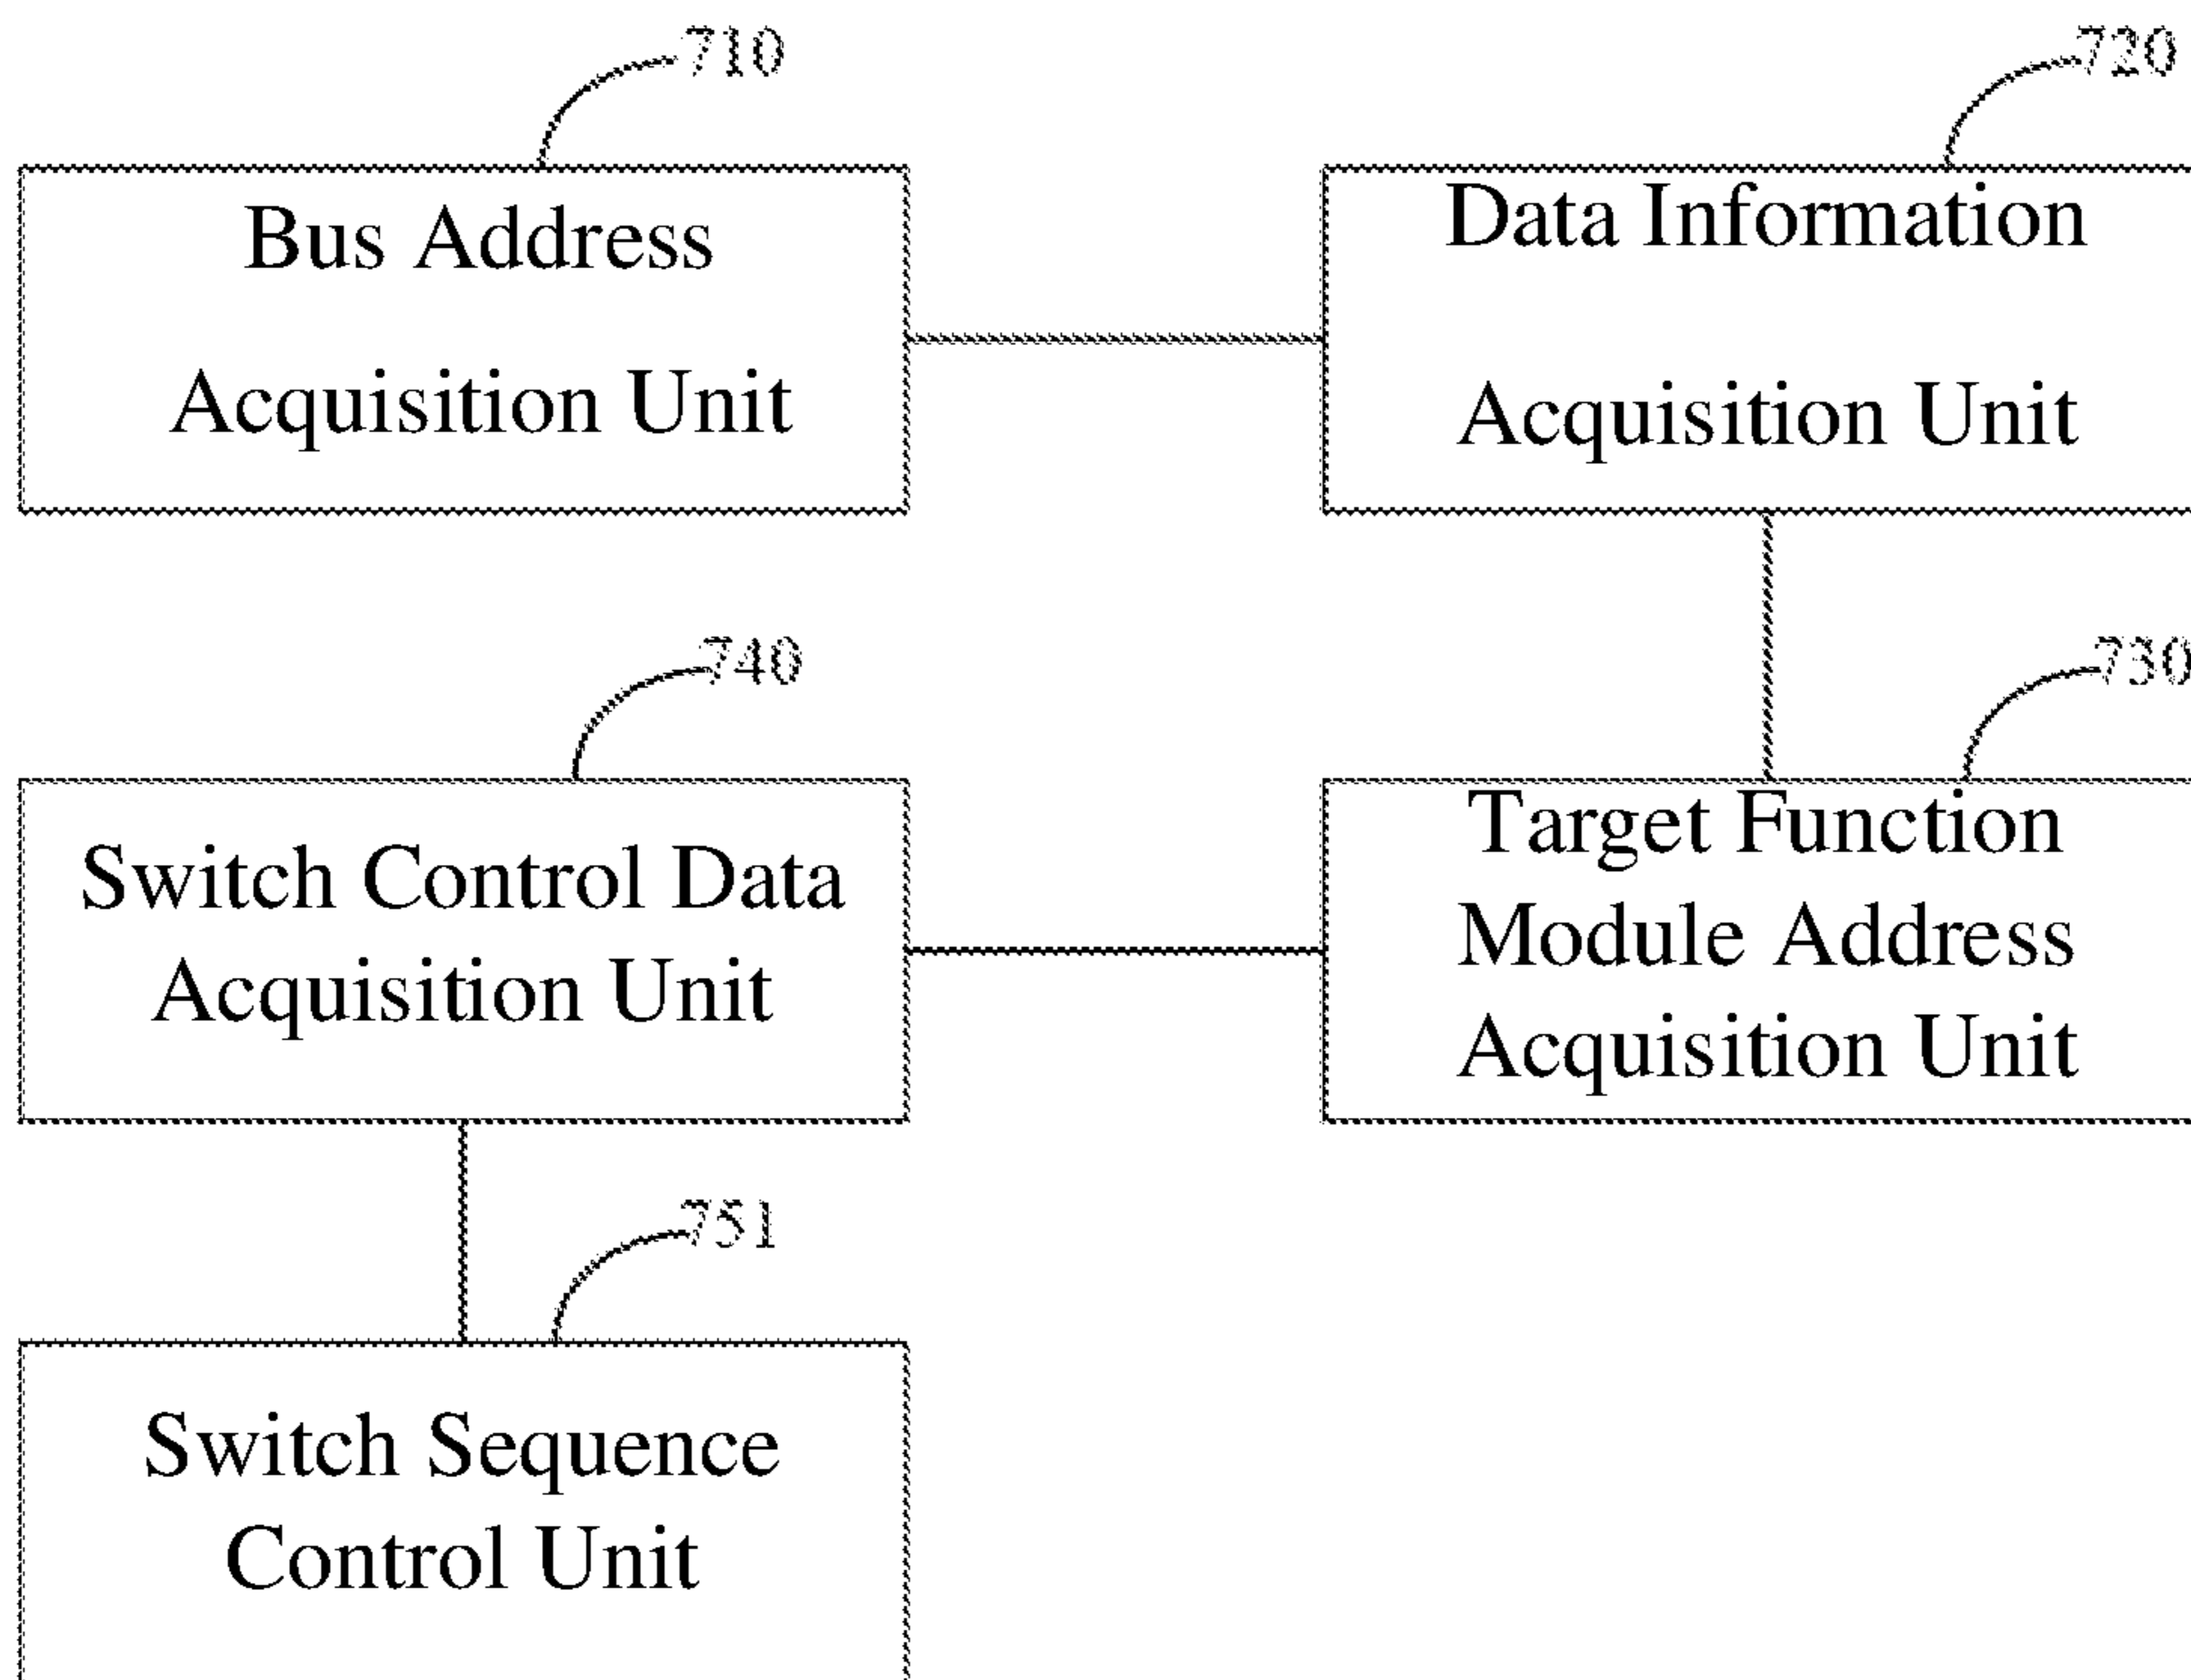 710
720
Bus Address
Acquisition Unit
Data Information
Acquisition Unit
740
730
Switch Control Data
Acquisition Unit
Target Function
Module Address
Acquisition Unit
751
Switch Sequence
Control Unit